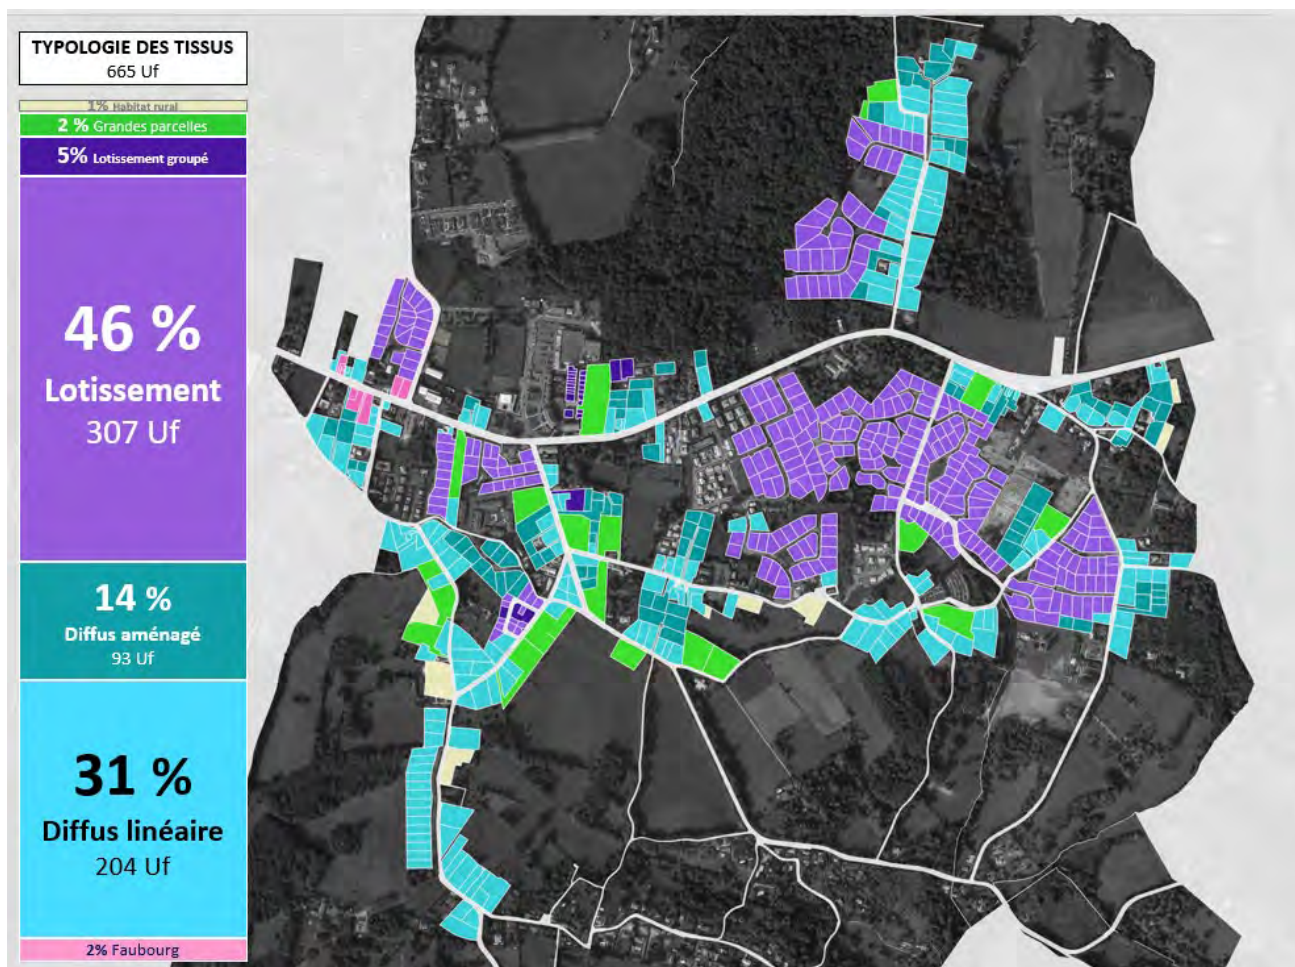 TYPOLOGIE DES TISSUS
665 Uf
1% Habitat rural
2 % Grandes parcelles
5% Lotissement groupé
46 %
Lotissement
307 Uf
14 %
Diffus aménagé
93 Uf
31 %
Diffus linéaire
204 Uf
2% Faubourg